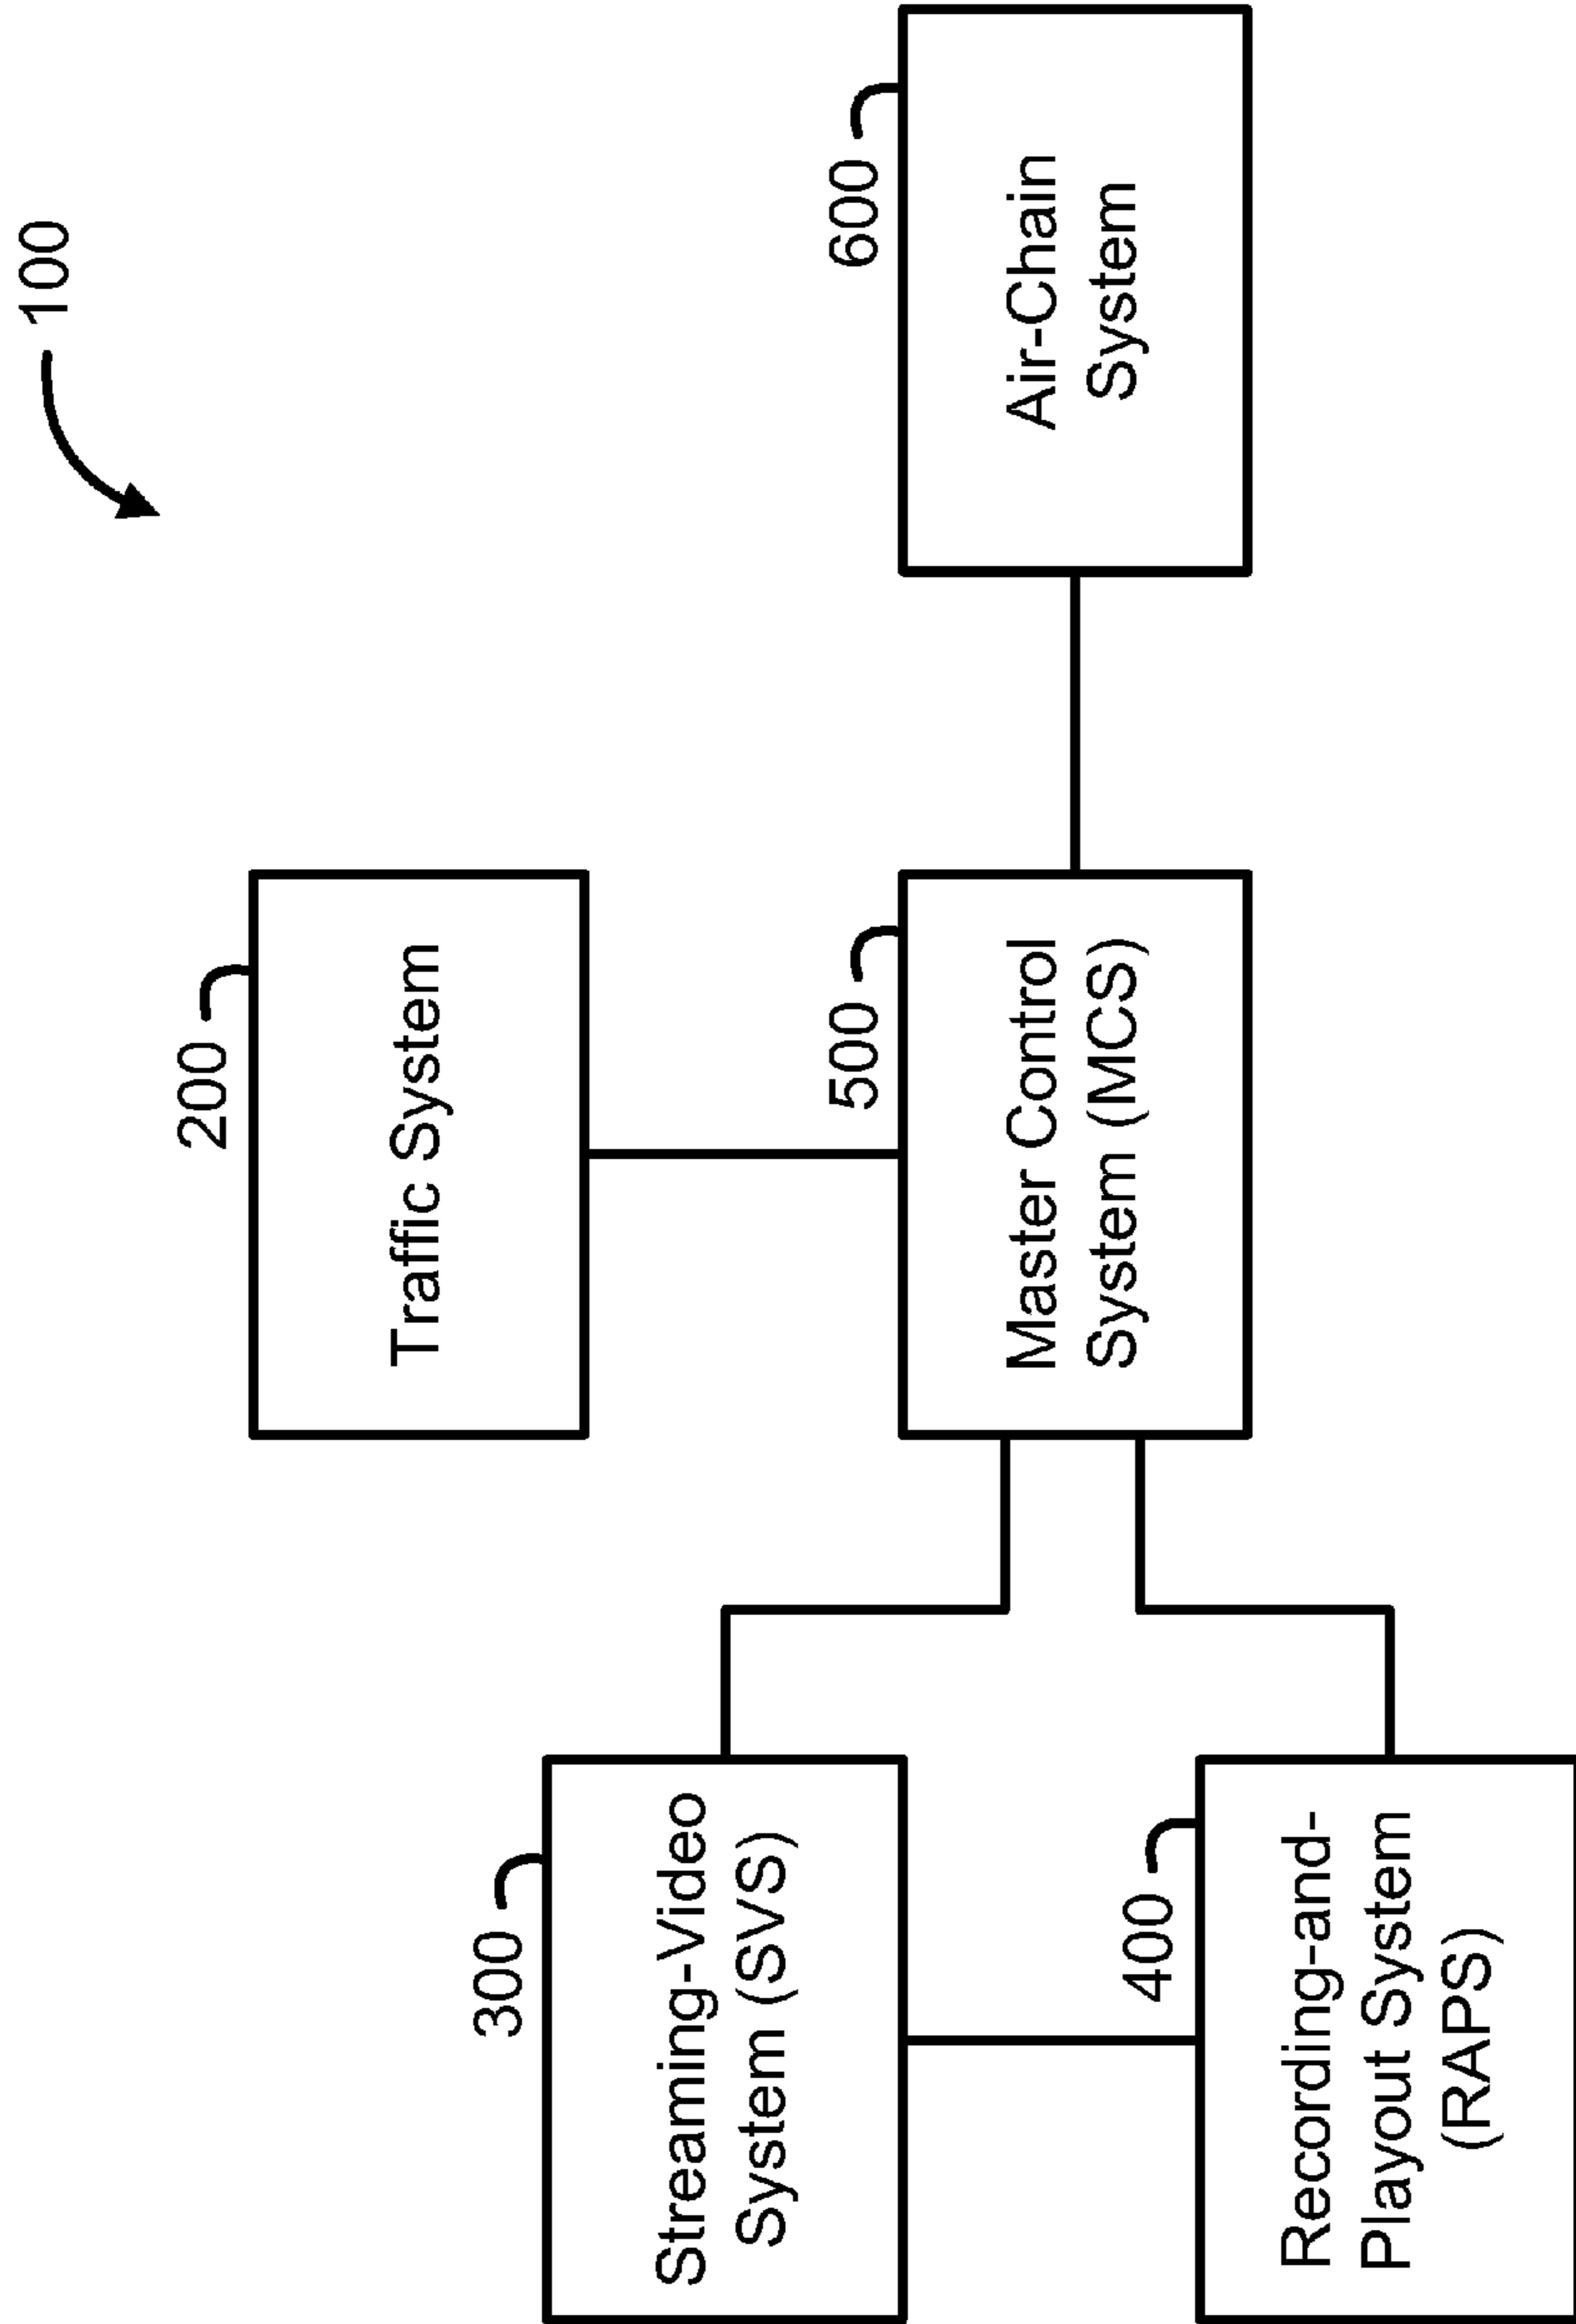 100
200
Traffic System
300
Streaming-Video
System (SVS)
500
Master Control
System (MCS)
600
Air-Chain
System
400
Recording-and-
Playout System
(RAPS)